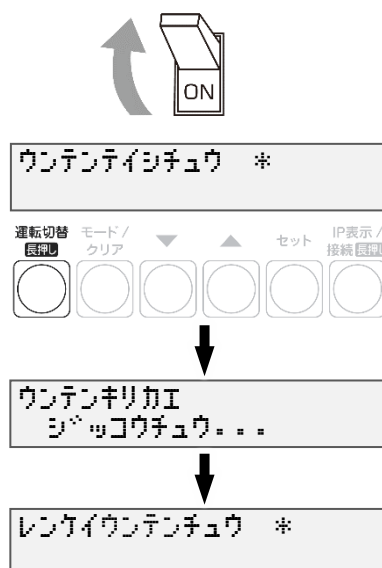 ON
ウンテンテイシチュウ ＊
運転切替 モード / セット IP表示 /
長押し クリア 接続 長押し
ウンテンキリカエ
ジッコウチュウ...
レンケイウンテンチュウ ＊